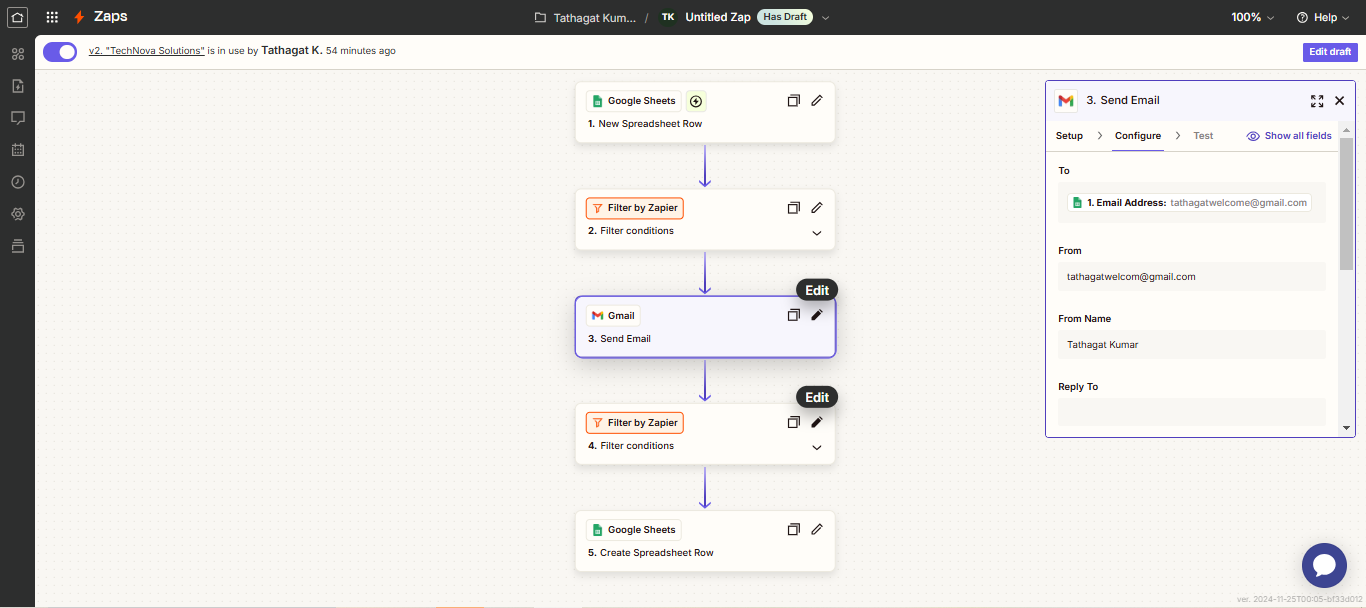 Zaps
Tathagat Kum... / TK Untitled Zap Has Draft
100% Help
v2. "TechNova Solutions" is in use by Tathagat K. 54 minutes ago
Edit draft
Google Sheets
1. New Spreadsheet Row
Filter by Zapier
2. Filter conditions
Edit
Gmail
3. Send Email
Edit
Filter by Zapier
4. Filter conditions
Google Sheets
5. Create Spreadsheet Row
3. Send Email
Setup Configure Test Show all fields
To
1. Email Address: tathagatwelcome@gmail.com
From
tathagatwelcom@gmail.com
From Name
Tathagat Kumar
Reply To
ver. 2024-11-25T00:05-bf33d012